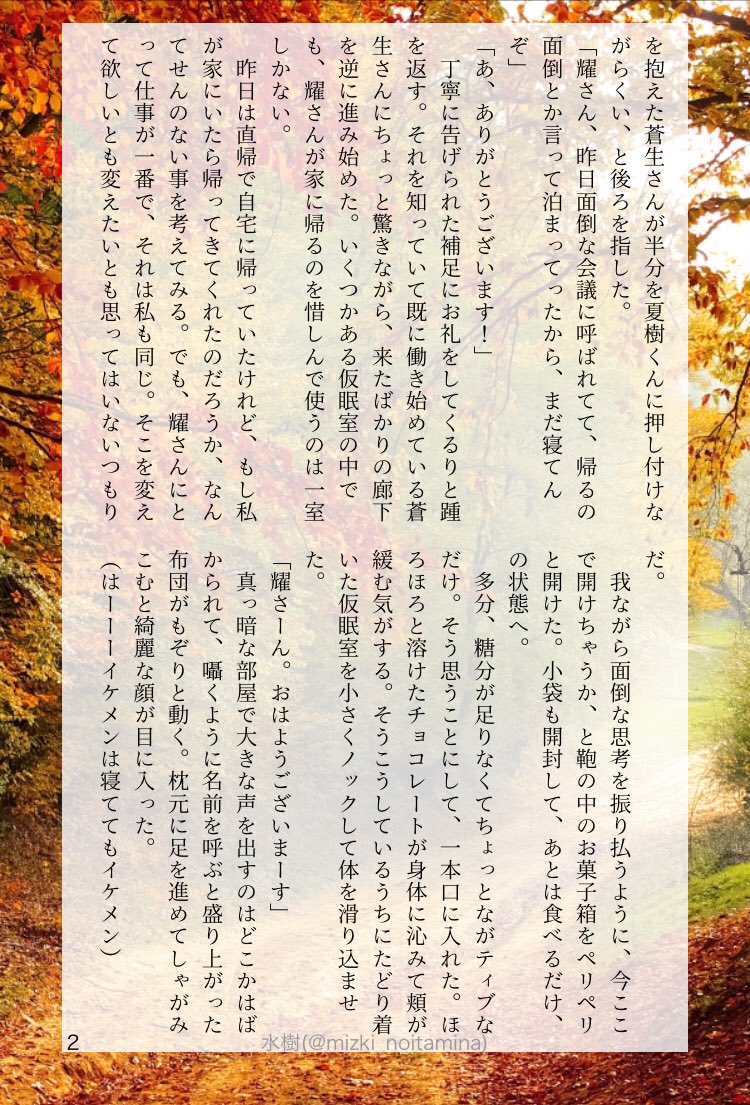 を抱えた蒼生さんが半分を夏樹くんに押し付けな
がらくい、と後ろを指した。
「耀さん、昨日面倒な会議に呼ばれてて、帰るの
面倒とか言って泊まってったから、まだ寝てん
ぞ」
「あ、ありがとうございます！」
　丁寧に告げられた補足にお礼をしてくるりと踵
を返す。それを知っていて既に働き始めている蒼
生さんにちょっと驚きながら、来たばかりの廊下
を逆に進み始めた。いくつかある仮眠室の中で
も、耀さんが家に帰るのを惜しんで使うのは一室
しかない。
　昨日は直帰で自宅に帰っていたけれど、もし私
が家にいたら帰ってきてくれたのだろうか、なん
てせんのない事を考えてみる。でも、耀さんにと
って仕事が一番で、それは私も同じ。そこを変え
て欲しいとも変えたいとも思ってはいないつもり
だ。
　我ながら面倒な思考を振り払うように、今ここ
で開けちゃうか、と鞄の中のお菓子箱をペリペリ
と開けた。小袋も開封して、あとは食べるだけ、
の状態へ。
　多分、糖分が足りなくてちょっとながティブな
だけ。そう思うことにして、一本口に入れた。ほ
ろほろと溶けたチョコレートが身体に沁みて頬が
緩む気がする。そうこうしているうちにたどり着
いた仮眠室を小さくノックして体を滑り込ませ
た。
「耀さーん。おはようございまーす」
　真っ暗な部屋で大きな声を出すのはどこかはば
かられて、囁くように名前を呼ぶと盛り上がった
布団がもぞりと動く。枕元に足を進めてしゃがみ
こむと綺麗な顔が目に入った。
（はーーーイケメンは寝ててもイケメン）
2
水樹(@mizki_noitamina)